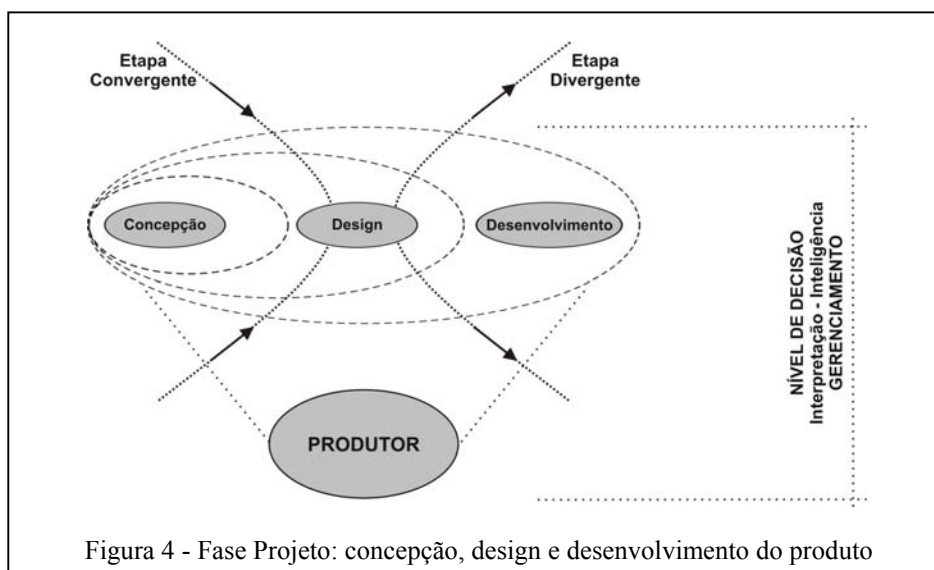 Etapa
Convergente
Etapa
Divergente
Concepção
Design
Desenvolvimento
PRODUTOR
NÍVEL DE DECISÃO
Interpretação - Inteligência
GERENCIAMENTO
Figura 4 - Fase Projeto: concepção, design e desenvolvimento do produto